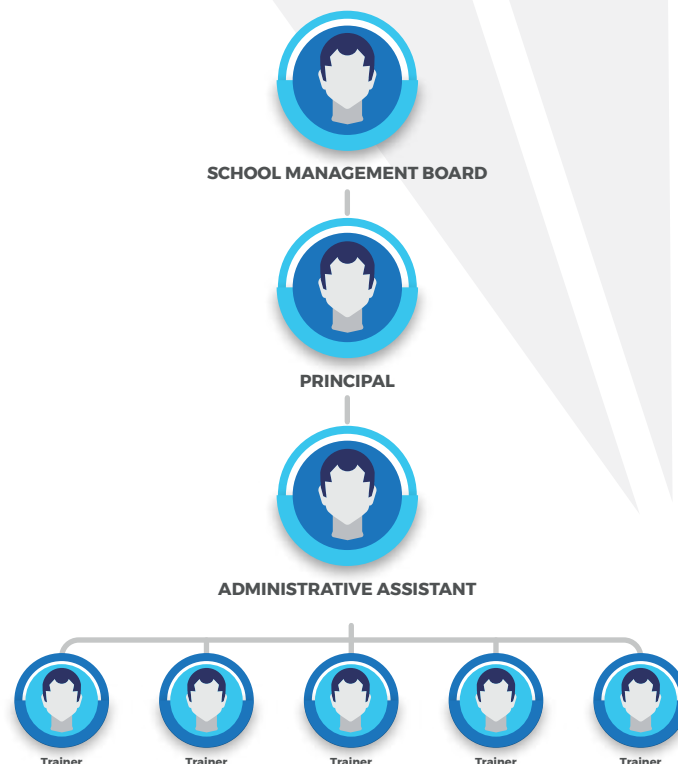 SCHOOL MANAGEMENT BOARD
PRINCIPAL
ADMINISTRATIVE ASSISTANT
Trainer Trainer Trainer Trainer Trainer